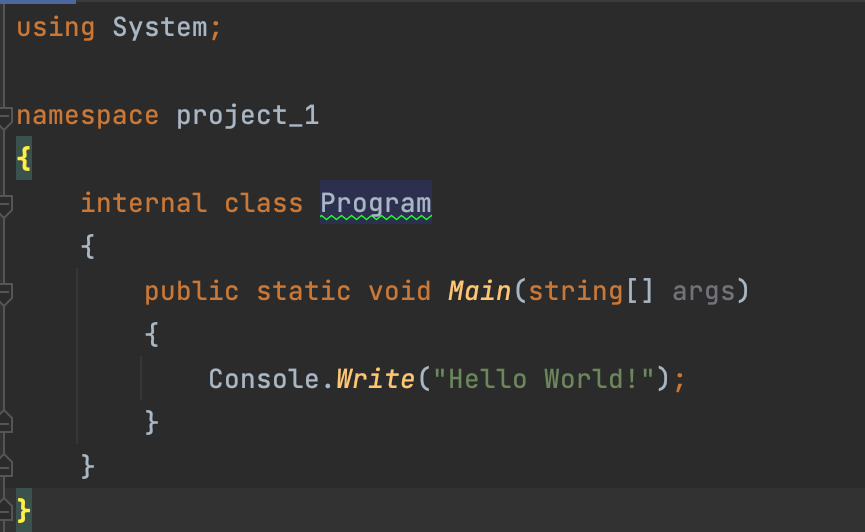 using System;
namespace project_1
{
    internal class Program
    {
        public static void Main(string[] args)
        {
            Console.Write("Hello World!");
        }
    }
}